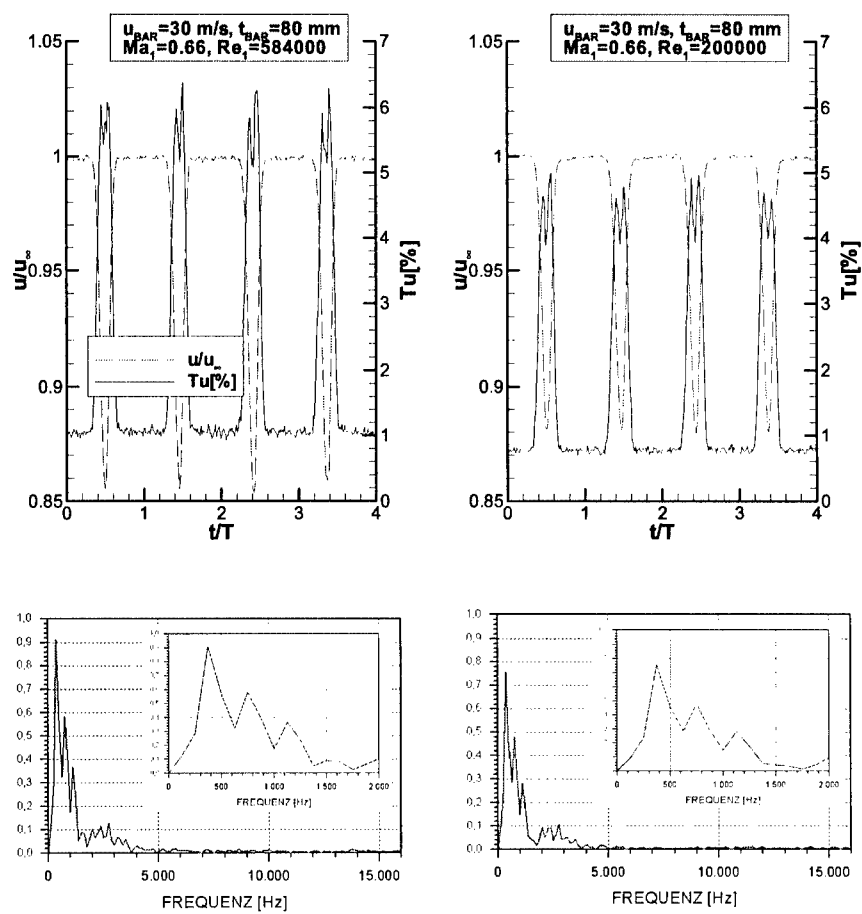 u_BAR=30 m/s, t_BAR=80 mm
Ma_1=0.66, Re_1=584000
1.05
1
0.95
0.9
0.85
u/u_∞
7
6
5
4
3
2
1
0
Tu[%]
u/u_∞
Tu[%]
0 1 2 3 4
t/T
u_BAR=30 m/s, t_BAR=80 mm
Ma_1=0.66, Re_1=200000
1.05
1
0.95
0.9
0.85
u/u_∞
7
6
5
4
3
2
1
0
Tu[%]
0 1 2 3 4
t/T
1,0
0,9
0,8
0,7
0,6
0,5
0,4
0,3
0,2
0,1
0,0
0 500 1 000 1 500 2 000
FREQUENZ [Hz]
0 5.000 10.000 15.000
FREQUENZ [Hz]
1,0
0,9
0,8
0,7
0,6
0,5
0,4
0,3
0,2
0,1
0,0
0 500 1 000 1 500 2 000
FREQUENZ [Hz]
0 5.000 10.000 15.000
FREQUENZ [Hz]